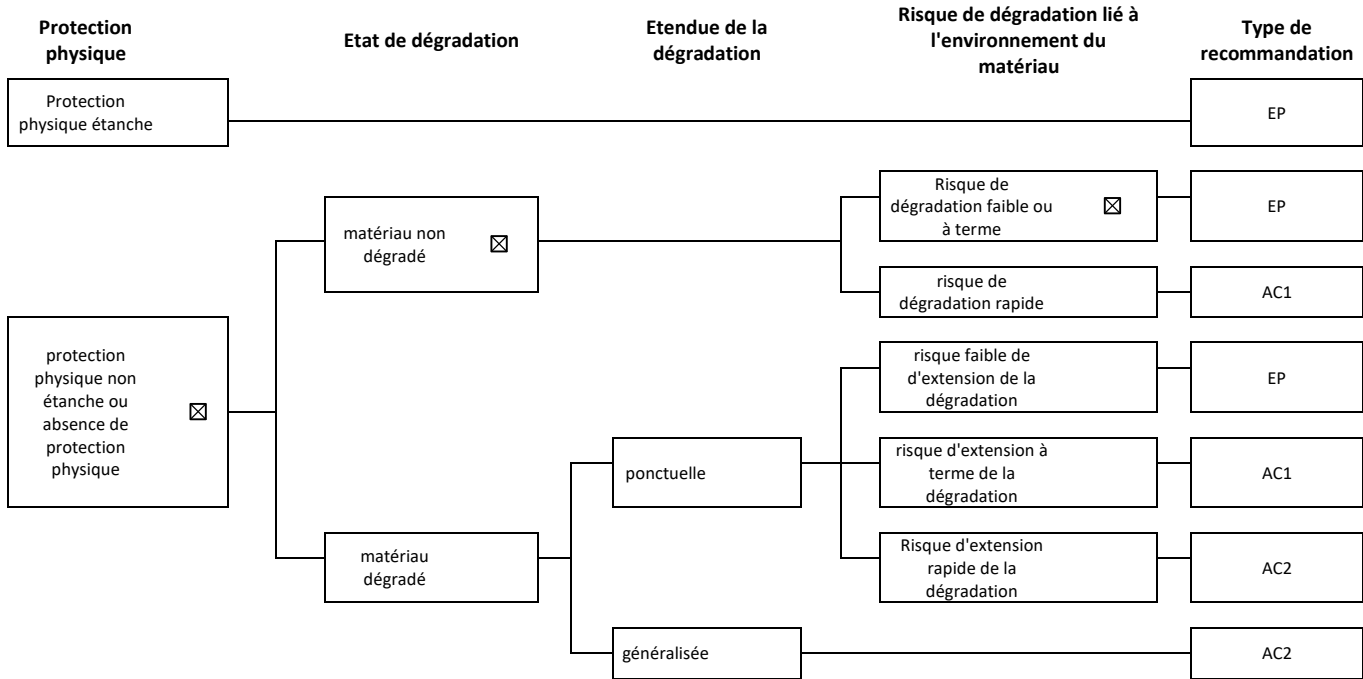 Protection
physique
Etat de dégradation
Etendue de la
dégradation
Risque de dégradation lié à
l'environnement du
matériau
Type de
recommandation
Protection
physique étanche
EP
protection
physique non
étanche ou
absence de
protection
physique
☒
matériau non
dégradé
☒
Risque de
dégradation faible ou
à terme
☒
EP
risque de
dégradation rapide
AC1
matériau
dégradé
ponctuelle
risque faible de
d'extension de la
dégradation
EP
risque d'extension à
terme de la
dégradation
AC1
Risque d'extension
rapide de la
dégradation
AC2
généralisée
AC2